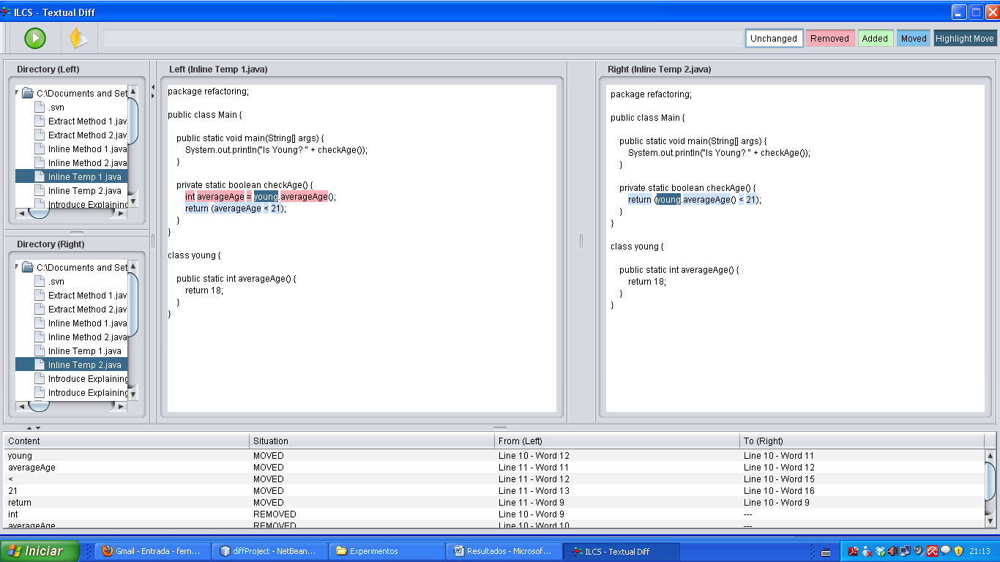 ILCS - Textual Diff
Unchanged Removed Added Moved Highlight Move
Directory (Left)
C:\Documents and Set
.svn
Extract Method 1.jav
Extract Method 2.jav
Inline Method 1.java
Inline Method 2.java
Inline Temp 1.java
Inline Temp 2.java
Introduce Explaining
Directory (Right)
C:\Documents and Set
.svn
Extract Method 1.jav
Extract Method 2.jav
Inline Method 1.java
Inline Method 2.java
Inline Temp 1.java
Inline Temp 2.java
Introduce Explaining
Introduce Explaining
Left (Inline Temp 1.java)
package refactoring;
public class Main {
public static void main(String[] args) {
System.out.println("Is Young? " + checkAge());
}
private static boolean checkAge() {
int averageAge = young.averageAge();
return (averageAge < 21);
}
}
class young {
public static int averageAge() {
return 18;
}
}
Right (Inline Temp 2.java)
package refactoring;
public class Main {
public static void main(String[] args) {
System.out.println("Is Young? " + checkAge());
}
private static boolean checkAge() {
return (young.averageAge() < 21);
}
}
class young {
public static int averageAge() {
return 18;
}
}
Content Situation From (Left) To (Right)
young MOVED Line 10 - Word 12 Line 10 - Word 11
averageAge MOVED Line 11 - Word 11 Line 10 - Word 12
< MOVED Line 11 - Word 12 Line 10 - Word 15
21 MOVED Line 11 - Word 13 Line 10 - Word 16
return MOVED Line 11 - Word 9 Line 10 - Word 9
int REMOVED Line 10 - Word 9 ---
averageAge REMOVED Line 10 - Word 10 ---
Iniciar Gmail - Entrada - fern... diffProject - NetBean... Experimentos Resultados - Microsof... ILCS - Textual Diff 21:13